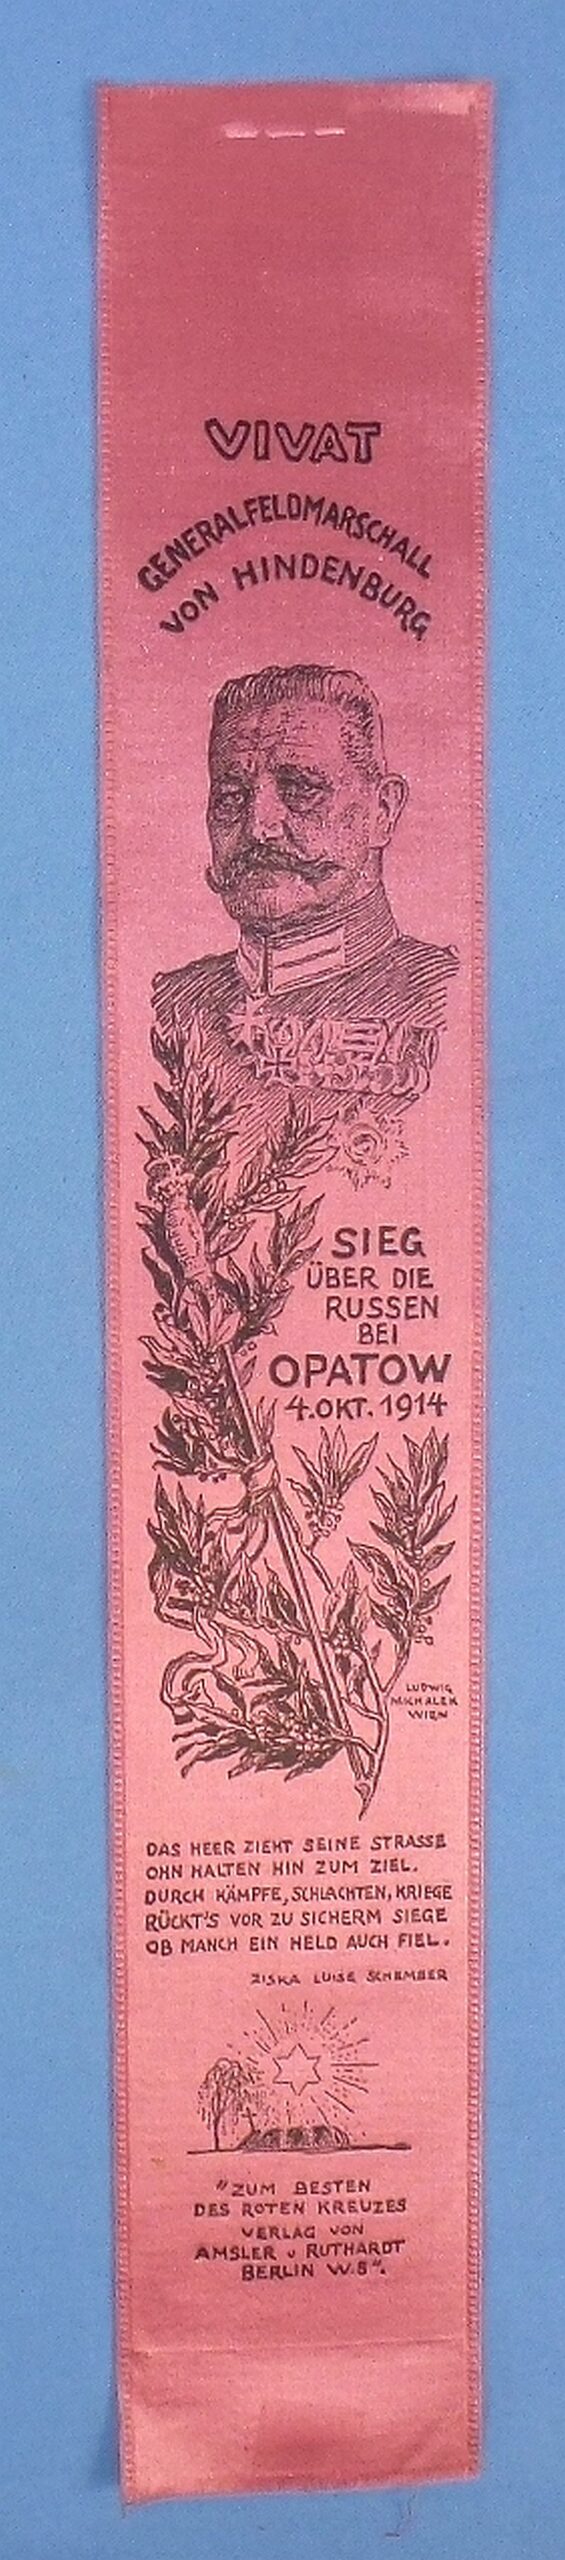 VIVAT
GENERALFELDMARSCHALL
VON HINDENBURG
SIEG
ÜBER DIE
RUSSEN
BEI
OPATOW
4. OKT. 1914
LUDWIG
MICHALEK
WIEN
DAS HEER ZIEHT SEINE STRASSE
OHN HALTEN HIN ZUM ZIEL.
DURCH KÄMPFE, SCHLACHTEN, KRIEGE
RÜCKT'S VOR ZU SICHERM SIEGE
OB MANCH EIN HELD AUCH FIEL.
ZISKA LUISE SCHEMBER
"ZUM BESTEN
DES ROTEN KREUZES
VERLAG VON
AMSLER U RUTHARDT
BERLIN W. 8".